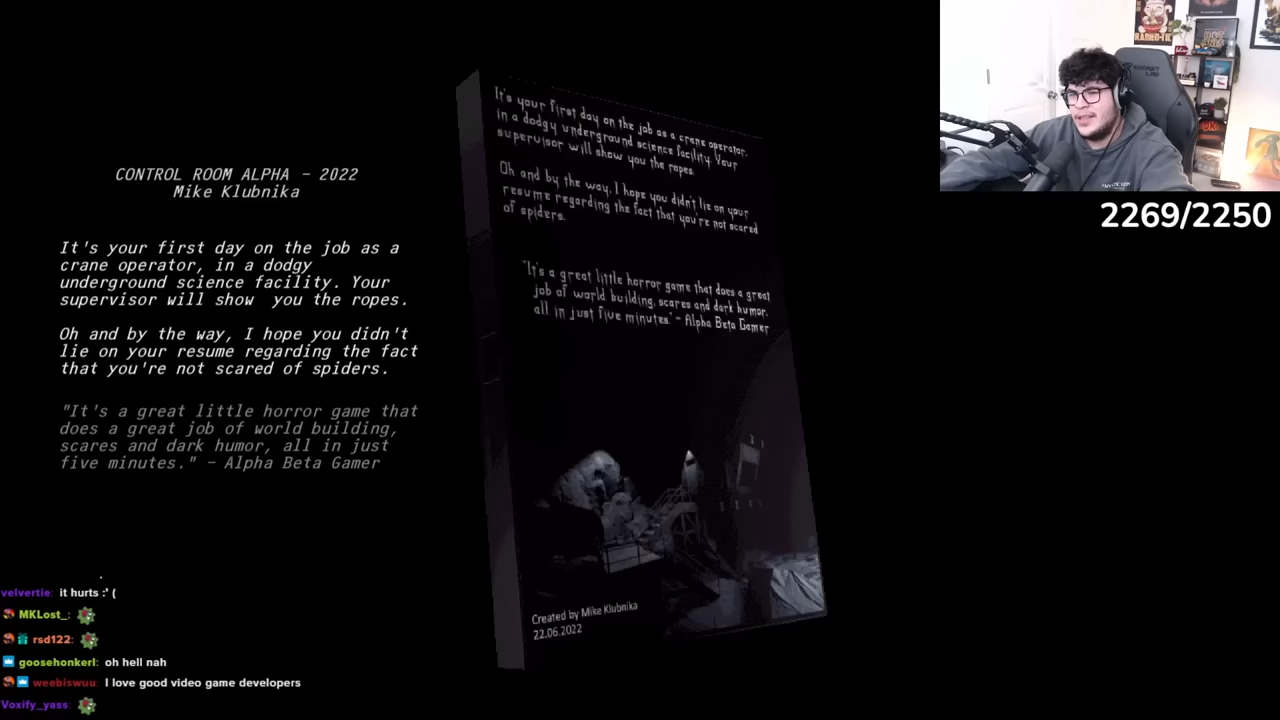 CONTROL ROOM ALPHA - 2022
Mike Klubnika
It's your first day on the job as a
crane operator, in a dodgy
underground science facility. Your
supervisor will show you the ropes.
Oh and by the way, I hope you didn't
lie on your resume regarding the fact
that you're not scared of spiders.
"It's a great little horror game that
does a great job of world building,
scares and dark humor, all in just
five minutes." - Alpha Beta Gamer
It's your first day on the job as a crane operator,
in a dodgy underground science facility. Your
supervisor will show you the ropes.
Oh and by the way, I hope you didn't lie on your
resume regarding the fact that you're not scared
of spiders.
"It's a great little horror game that does a great
job of world building, scares and dark humor,
all in just five minutes." - Alpha Beta Gamer
Created by Mike Klubnika
22.06.2022
2269/2250
velvertie: it hurts :' (
MKLost_:
rsd122:
goosehonkerl: oh hell nah
weebiswuu: I love good video game developers
Voxify_yass: